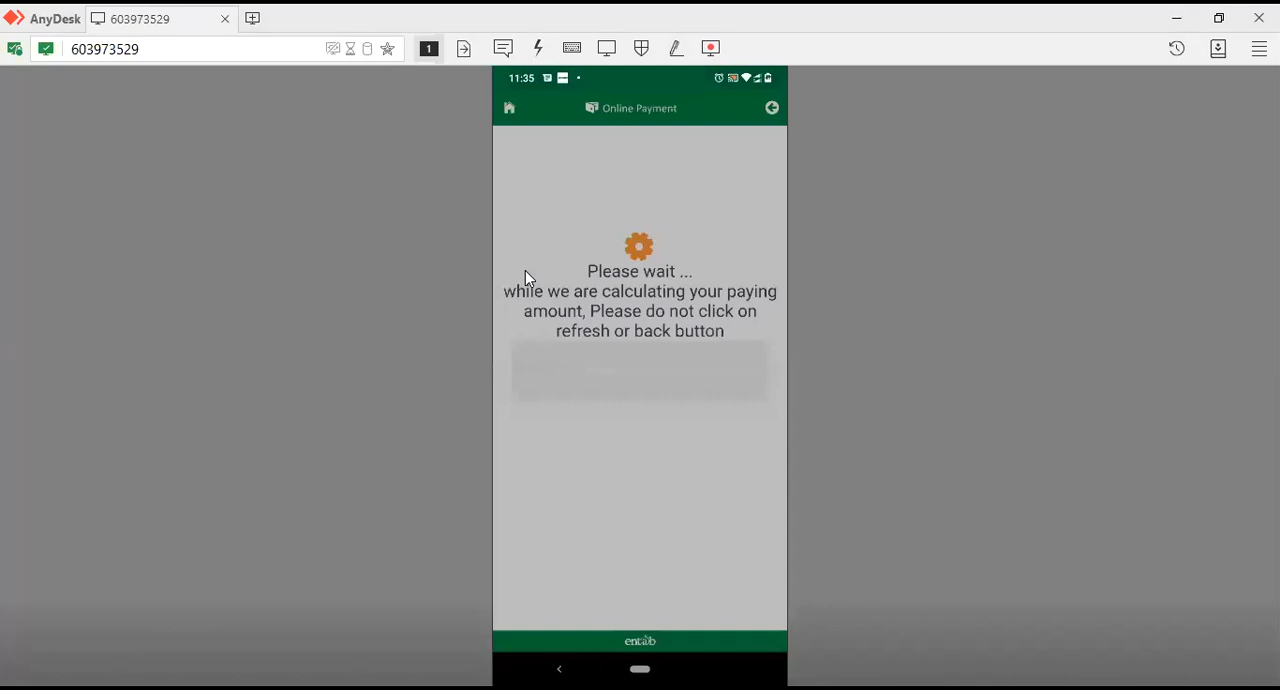 AnyDesk
603973529
603973529
1
11:35
Online Payment
Please wait ...
while we are calculating your paying
amount, Please do not click on
refresh or back button
entab